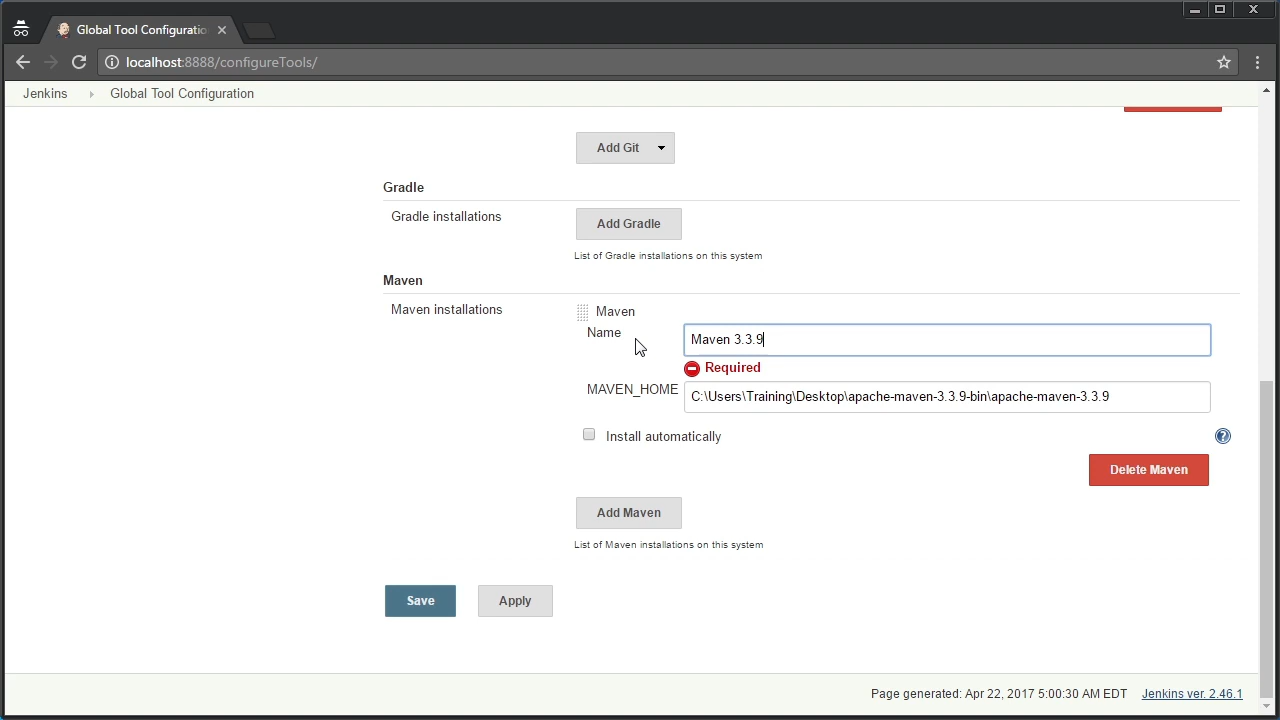 Global Tool Configuratio
localhost:8888/configureTools/
Jenkins Global Tool Configuration
Add Git
Gradle
Gradle installations Add Gradle
List of Gradle installations on this system
Maven
Maven installations Maven
Name Maven 3.3.9
Required
MAVEN_HOME C:\Users\Training\Desktop\apache-maven-3.3.9-bin\apache-maven-3.3.9
Install automatically
Delete Maven
Add Maven
List of Maven installations on this system
Save Apply
Page generated: Apr 22, 2017 5:00:30 AM EDT Jenkins ver. 2.46.1